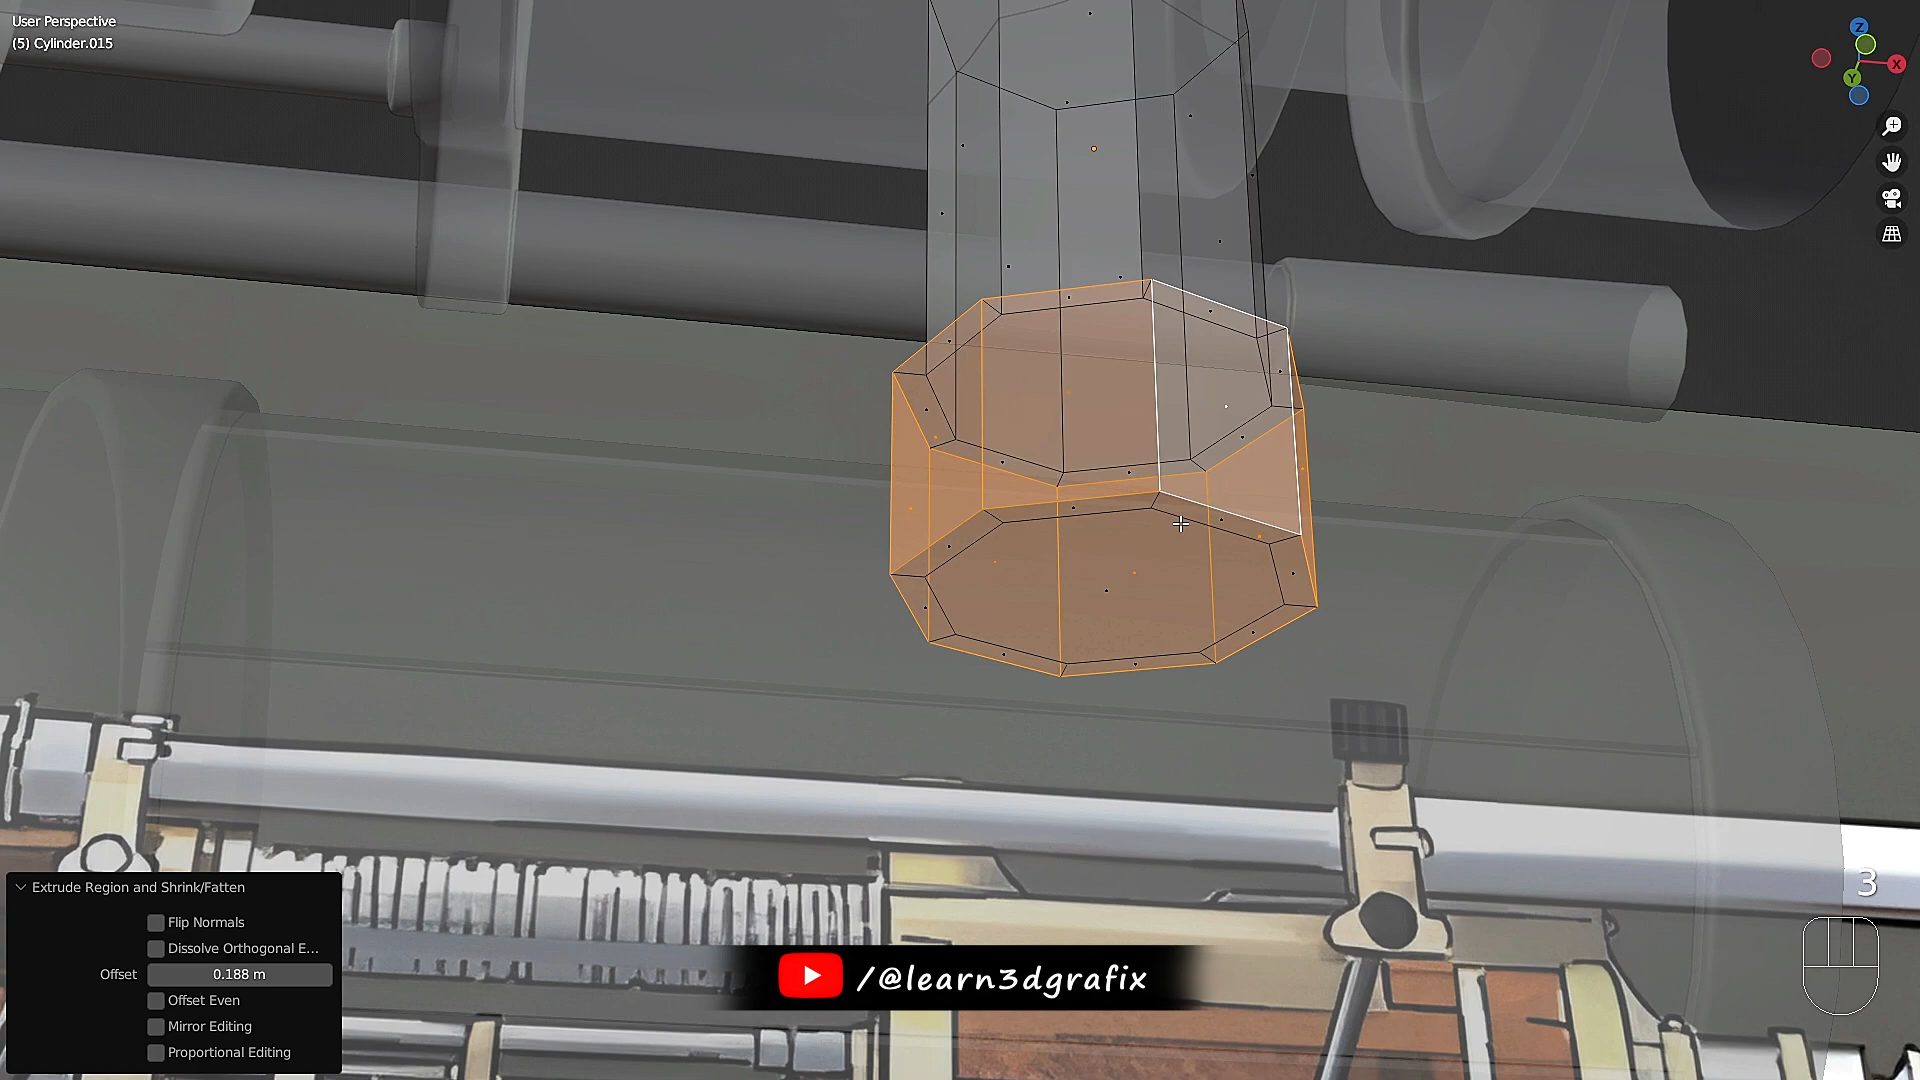 User Perspective
(5) Cylinder.015
Z
X
Y
Extrude Region and Shrink/Fatten
Flip Normals
Dissolve Orthogonal E...
Offset 0.188 m
Offset Even
Mirror Editing
Proportional Editing
/@learn3dgrafix
3